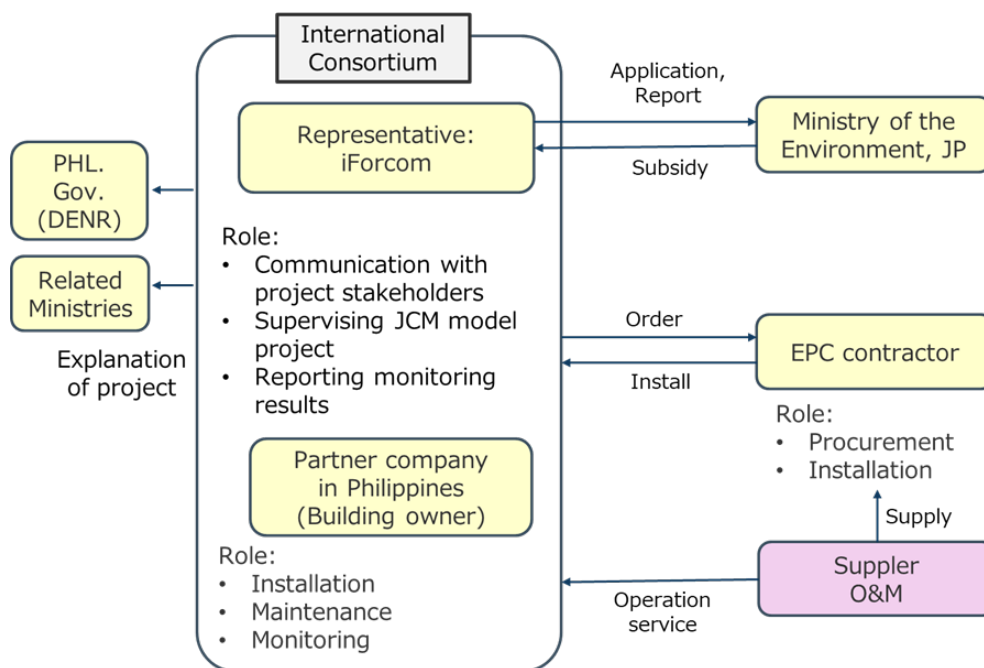 International
Consortium
Representative:
iForcom
Application,
Report
Subsidy
Ministry of the
Environment, JP
PHL.
Gov.
(DENR)
Related
Ministries
Explanation
of project
Role:
• Communication with
project stakeholders
• Supervising JCM model
project
• Reporting monitoring
results
Order
Install
EPC contractor
Role:
• Procurement
• Installation
Partner company
in Philippines
(Building owner)
Role:
• Installation
• Maintenance
• Monitoring
Supply
Suppler
O&M
Operation
service